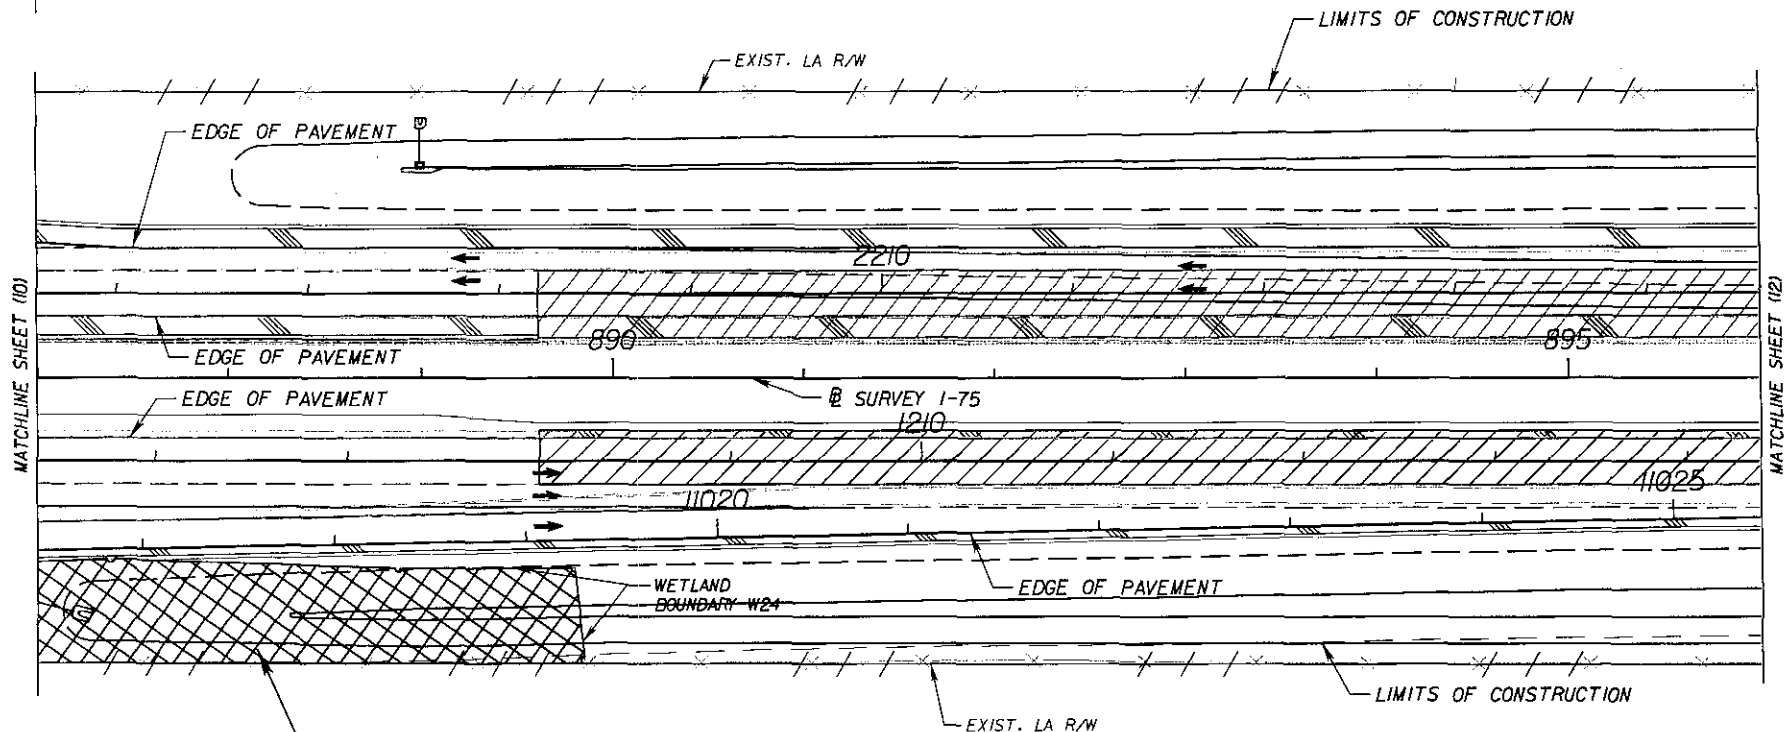 LIMITS OF CONSTRUCTION
EXIST. LA R/W
EDGE OF PAVEMENT
2210
MATCHLINE SHEET (10)
MATCHLINE SHEET (12)
890
895
EDGE OF PAVEMENT
EDGE OF PAVEMENT
SURVEY I-75
1210
11020
11025
WETLAND
BOUNDARY W24
EDGE OF PAVEMENT
LIMITS OF CONSTRUCTION
EXIST. LA R/W